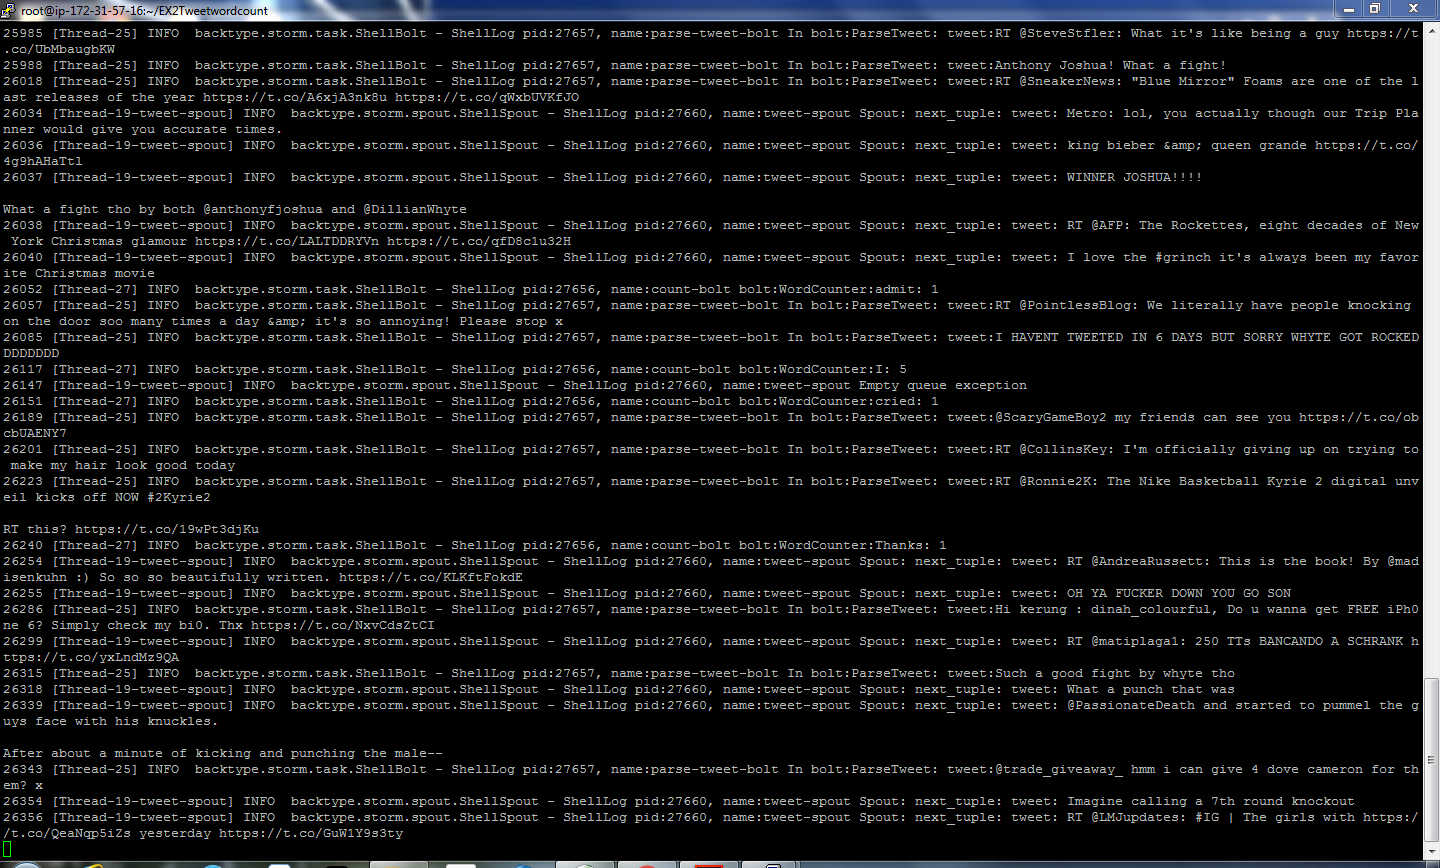 root@ip-172-31-57-16:~/EX2Tweetwordcount
25985 [Thread-25] INFO  backtype.storm.task.ShellBolt - ShellLog pid:27657, name:parse-tweet-bolt In bolt:ParseTweet: tweet:RT @SteveStfler: What it's like being a guy https://t
.co/UbMbaugbKW
25988 [Thread-25] INFO  backtype.storm.task.ShellBolt - ShellLog pid:27657, name:parse-tweet-bolt In bolt:ParseTweet: tweet:Anthony Joshua! What a fight!
26018 [Thread-25] INFO  backtype.storm.task.ShellBolt - ShellLog pid:27657, name:parse-tweet-bolt In bolt:ParseTweet: tweet:RT @SneakerNews: "Blue Mirror" Foams are one of the l
ast releases of the year https://t.co/A6xjA3nk8u https://t.co/qWxbUVKfJO
26034 [Thread-19-tweet-spout] INFO  backtype.storm.spout.ShellSpout - ShellLog pid:27660, name:tweet-spout Spout: next_tuple: tweet: Metro: lol, you actually though our Trip Pla
nner would give you accurate times.
26036 [Thread-19-tweet-spout] INFO  backtype.storm.spout.ShellSpout - ShellLog pid:27660, name:tweet-spout Spout: next_tuple: tweet: king bieber &amp; queen grande https://t.co/
4g9hAHaTtl
26037 [Thread-19-tweet-spout] INFO  backtype.storm.spout.ShellSpout - ShellLog pid:27660, name:tweet-spout Spout: next_tuple: tweet: WINNER JOSHUA!!!!
What a fight tho by both @anthonyfjoshua and @DillianWhyte
26038 [Thread-19-tweet-spout] INFO  backtype.storm.spout.ShellSpout - ShellLog pid:27660, name:tweet-spout Spout: next_tuple: tweet: RT @AFP: The Rockettes, eight decades of New
 York Christmas glamour https://t.co/LALTDDRYVn https://t.co/qfD8c1u32H
26040 [Thread-19-tweet-spout] INFO  backtype.storm.spout.ShellSpout - ShellLog pid:27660, name:tweet-spout Spout: next_tuple: tweet: I love the #grinch it's always been my favor
ite Christmas movie
26052 [Thread-27] INFO  backtype.storm.task.ShellBolt - ShellLog pid:27656, name:count-bolt bolt:WordCounter:admit: 1
26057 [Thread-25] INFO  backtype.storm.task.ShellBolt - ShellLog pid:27657, name:parse-tweet-bolt In bolt:ParseTweet: tweet:RT @PointlessBlog: We literally have people knocking
on the door soo many times a day &amp; it's so annoying! Please stop x
26085 [Thread-25] INFO  backtype.storm.task.ShellBolt - ShellLog pid:27657, name:parse-tweet-bolt In bolt:ParseTweet: tweet:I HAVENT TWEETED IN 6 DAYS BUT SORRY WHYTE GOT ROCKED
DDDDDDD
26117 [Thread-27] INFO  backtype.storm.task.ShellBolt - ShellLog pid:27656, name:count-bolt bolt:WordCounter:I: 5
26147 [Thread-19-tweet-spout] INFO  backtype.storm.spout.ShellSpout - ShellLog pid:27660, name:tweet-spout Empty queue exception
26151 [Thread-27] INFO  backtype.storm.task.ShellBolt - ShellLog pid:27656, name:count-bolt bolt:WordCounter:cried: 1
26189 [Thread-25] INFO  backtype.storm.task.ShellBolt - ShellLog pid:27657, name:parse-tweet-bolt In bolt:ParseTweet: tweet:@ScaryGameBoy2 my friends can see you https://t.co/ob
cbUAENY7
26201 [Thread-25] INFO  backtype.storm.task.ShellBolt - ShellLog pid:27657, name:parse-tweet-bolt In bolt:ParseTweet: tweet:RT @CollinsKey: I'm officially giving up on trying to
 make my hair look good today
26223 [Thread-25] INFO  backtype.storm.task.ShellBolt - ShellLog pid:27657, name:parse-tweet-bolt In bolt:ParseTweet: tweet:RT @Ronnie2K: The Nike Basketball Kyrie 2 digital unv
eil kicks off NOW #2Kyrie2
RT this? https://t.co/19wPt3djKu
26240 [Thread-27] INFO  backtype.storm.task.ShellBolt - ShellLog pid:27656, name:count-bolt bolt:WordCounter:Thanks: 1
26254 [Thread-19-tweet-spout] INFO  backtype.storm.spout.ShellSpout - ShellLog pid:27660, name:tweet-spout Spout: next_tuple: tweet: RT @AndreaRussett: This is the book! By @mad
isenkuhn :) So so so beautifully written. https://t.co/KLKftFokdE
26255 [Thread-19-tweet-spout] INFO  backtype.storm.spout.ShellSpout - ShellLog pid:27660, name:tweet-spout Spout: next_tuple: tweet: OH YA FUCKER DOWN YOU GO SON
26286 [Thread-25] INFO  backtype.storm.task.ShellBolt - ShellLog pid:27657, name:parse-tweet-bolt In bolt:ParseTweet: tweet:Hi kerung : dinah_colourful, Do u wanna get FREE iPh0
ne 6? Simply check my bi0. Thx https://t.co/NxvCdsZtCI
26299 [Thread-19-tweet-spout] INFO  backtype.storm.spout.ShellSpout - ShellLog pid:27660, name:tweet-spout Spout: next_tuple: tweet: RT @matiplaga1: 250 TTs BANCANDO A SCHRANK h
ttps://t.co/yxLndMz9QA
26315 [Thread-25] INFO  backtype.storm.task.ShellBolt - ShellLog pid:27657, name:parse-tweet-bolt In bolt:ParseTweet: tweet:Such a good fight by whyte tho
26318 [Thread-19-tweet-spout] INFO  backtype.storm.spout.ShellSpout - ShellLog pid:27660, name:tweet-spout Spout: next_tuple: tweet: What a punch that was
26339 [Thread-19-tweet-spout] INFO  backtype.storm.spout.ShellSpout - ShellLog pid:27660, name:tweet-spout Spout: next_tuple: tweet: @PassionateDeath and started to pummel the g
uys face with his knuckles.
After about a minute of kicking and punching the male--
26343 [Thread-25] INFO  backtype.storm.task.ShellBolt - ShellLog pid:27657, name:parse-tweet-bolt In bolt:ParseTweet: tweet:@trade_giveaway_ hmm i can give 4 dove cameron for th
em? x
26354 [Thread-19-tweet-spout] INFO  backtype.storm.spout.ShellSpout - ShellLog pid:27660, name:tweet-spout Spout: next_tuple: tweet: Imagine calling a 7th round knockout
26356 [Thread-19-tweet-spout] INFO  backtype.storm.spout.ShellSpout - ShellLog pid:27660, name:tweet-spout Spout: next_tuple: tweet: RT @LMJupdates: #IG | The girls with https:/
/t.co/QeaNqp5iZs yesterday https://t.co/GuW1Y9s3ty